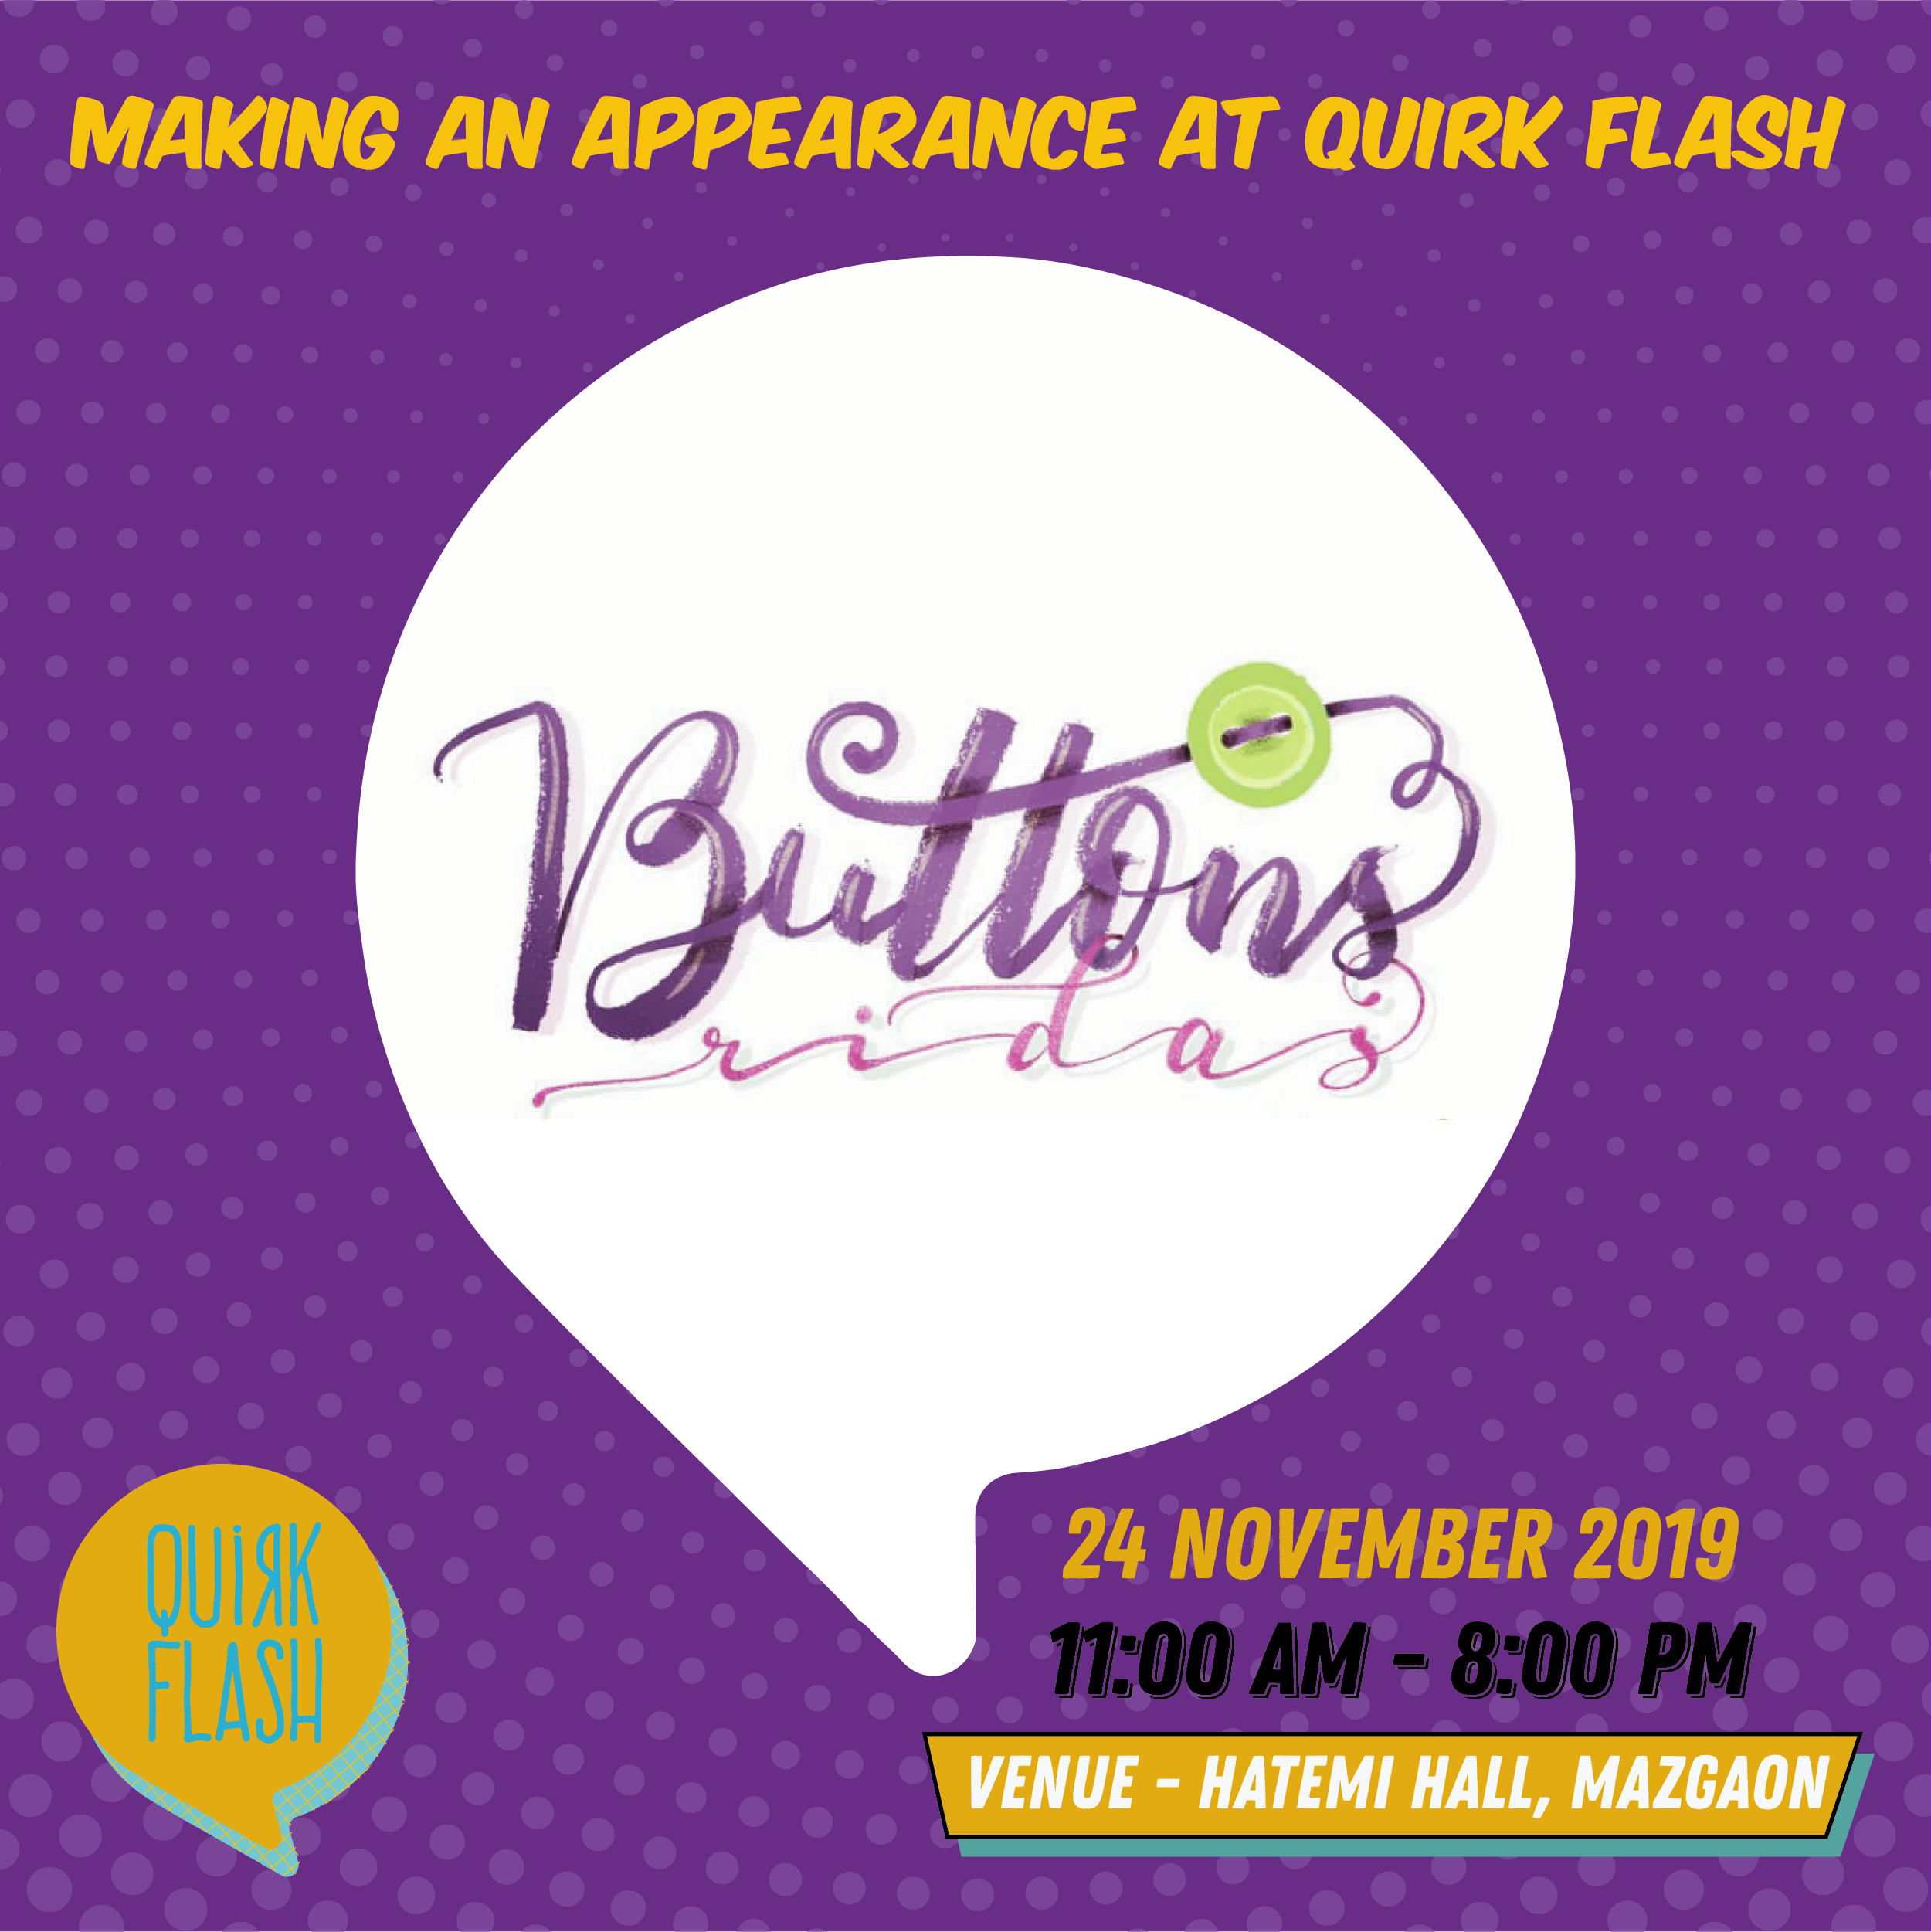 MAKING AN APPEARANCE AT QUIRK FLASH
Buttons
ridas
QUiRK
FLASH
24 NOVEMBER 2019
11:00 AM - 8:00 PM
VENUE - HATEMI HALL, MAZGAON